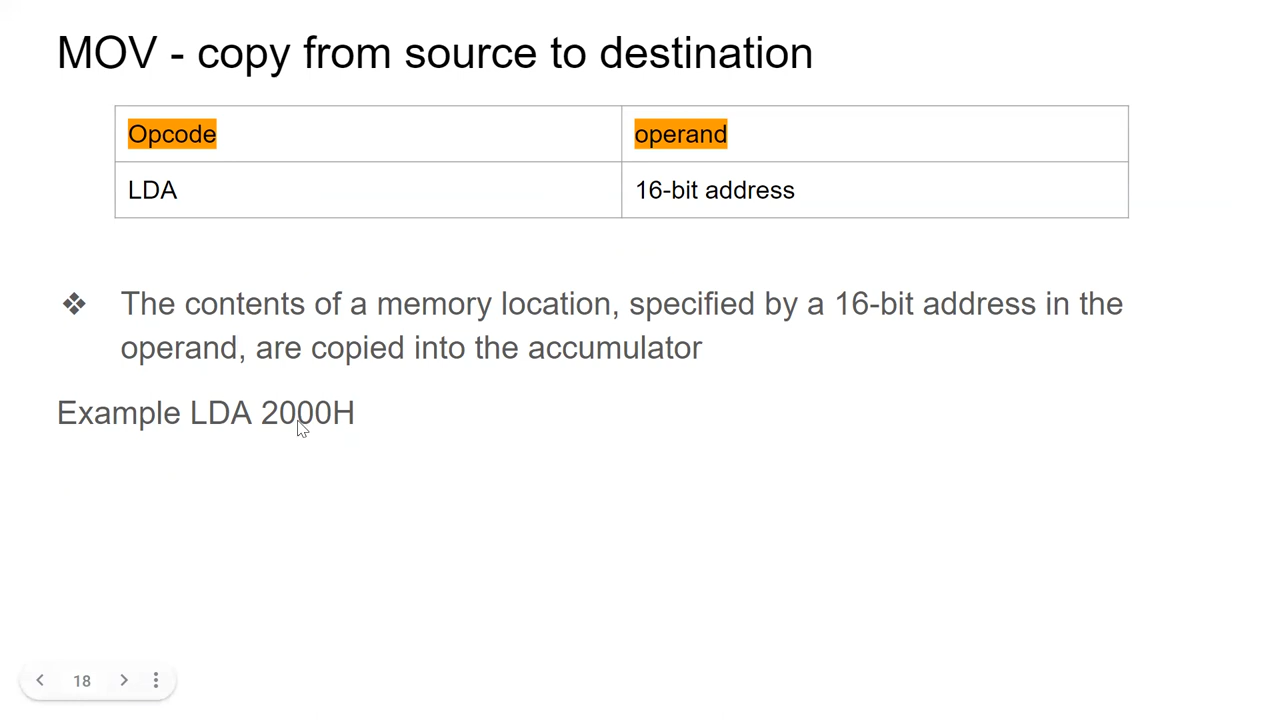 MOV - copy from source to destination
Opcode operand
LDA 16-bit address
❖ The contents of a memory location, specified by a 16-bit address in the
operand, are copied into the accumulator
Example LDA 2000H
18